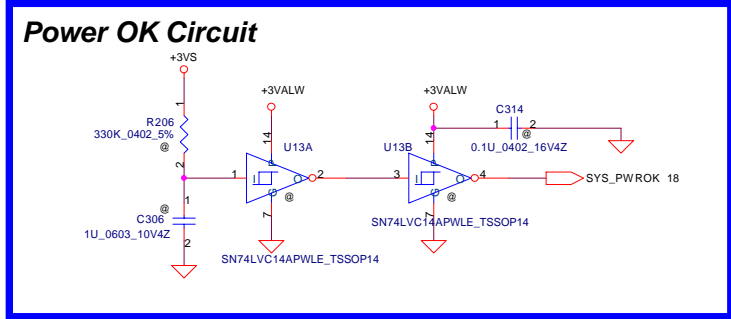 Power OK Circuit
+3VS
+3VALW
+3VALW
C314
1
2
@
0.1U_0402_16V4Z
1
R206
330K_0402_5%
@
2
14
U13A
P
1
I
O
2
G
@
7
SN74LVC14APWLE_TSSOP14
14
U13B
P
3
I
O
4
G
@
7
SN74LVC14APWLE_TSSOP14
SYS_PWROK 18
@
1
C306
1U_0603_10V4Z
2